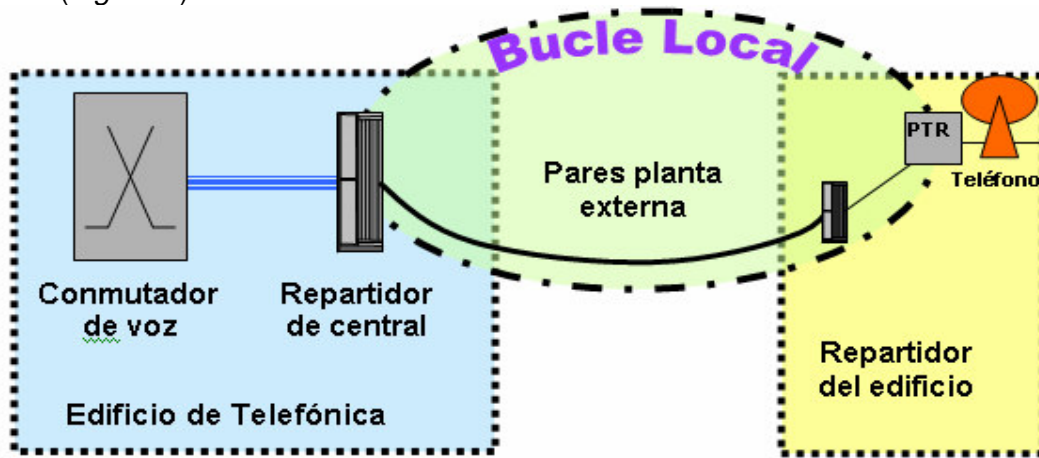 Bucle Local
PTR
Teléfono
Pares planta
externa
Conmutador
de voz
Repartidor
de central
Repartidor
del edificio
Edificio de Telefónica